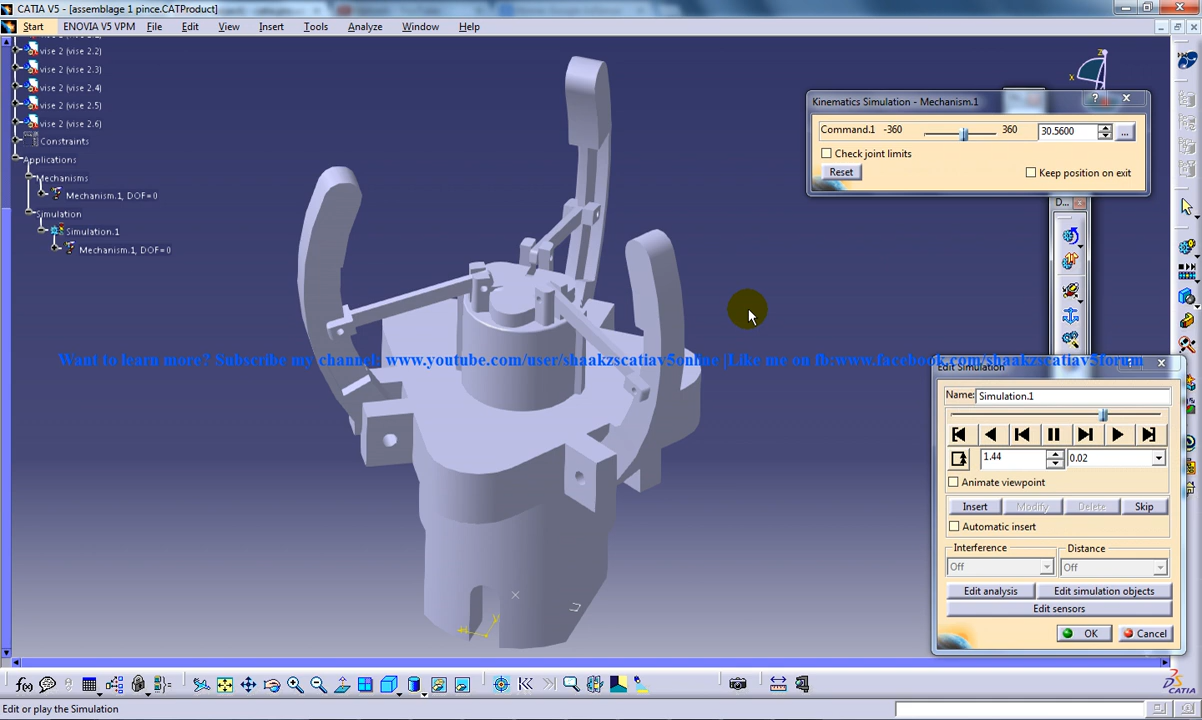 CATIA V5 - [assemblage 1 pince.CATProduct]
Start ENOVIA V5 VPM File Edit View Insert Tools Analyze Window Help
vise 2 (vise 2.2)
vise 2 (vise 2.3)
vise 2 (vise 2.4)
vise 2 (vise 2.5)
vise 2 (vise 2.6)
Constraints
Applications
Mechanisms
Mechanism.1, DOF=0
Simulation
Simulation.1
Mechanism.1, DOF=0
z
x
Kinematics Simulation - Mechanism.1
Command.1 -360 360 30.5600 ...
Check joint limits
Reset Keep position on exit
D...
Want to learn more? Subscribe my channel: www.youtube.com/user/shaakzscatiav5online |Like me on fb:www.facebook.com/shaakzscatiav5forum
Edit Simulation
Name: Simulation.1
1.44 0.02
Animate viewpoint
Insert Modify Delete Skip
Automatic insert
Interference Distance
Off Off
Edit analysis Edit simulation objects
Edit sensors
OK Cancel
y
f(x)
CATIA
Edit or play the Simulation